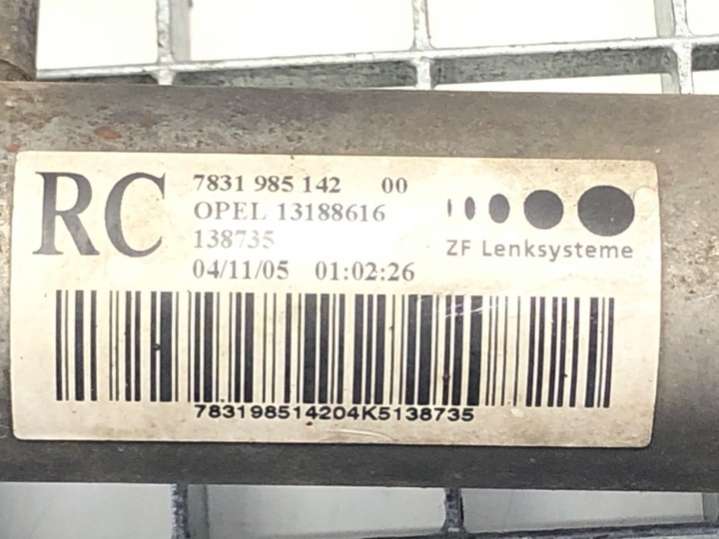 RC
7831 985 142 00
OPEL 13188616
138735
04/11/05 01:02:26
ZF Lenksysteme
783198514204K5138735